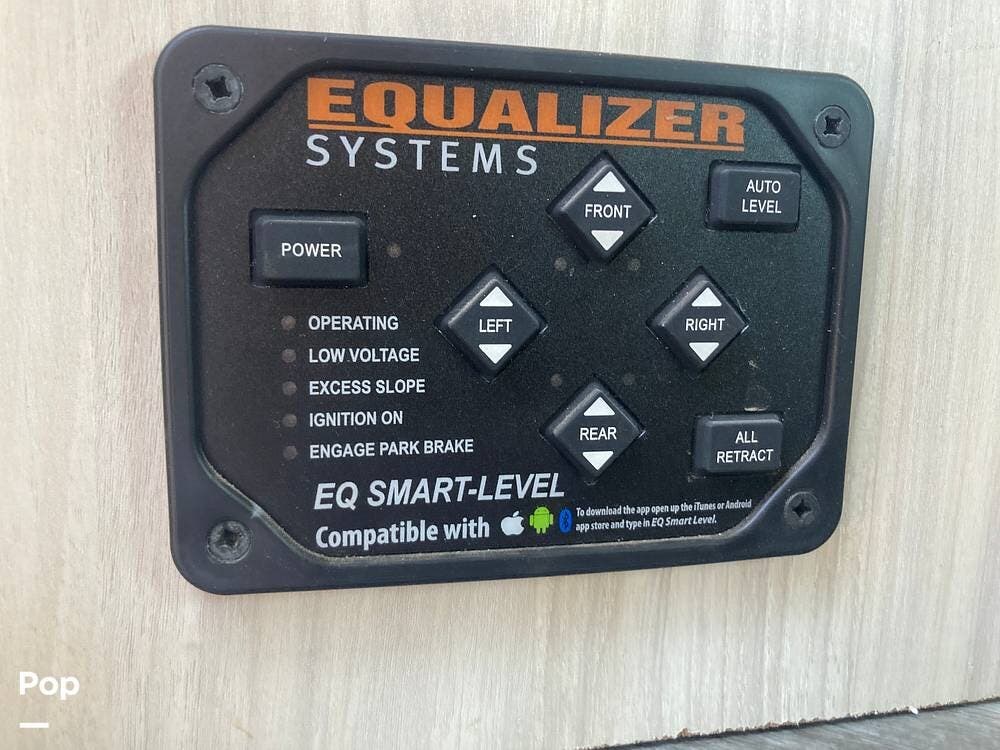 EQUALIZER
SYSTEMS
FRONT
AUTO
LEVEL
POWER
LEFT
RIGHT
OPERATING
LOW VOLTAGE
EXCESS SLOPE
IGNITION ON
ENGAGE PARK BRAKE
REAR
ALL
RETRACT
EQ SMART-LEVEL
Compatible with
To download the app open up the iTunes or Android
app store and type in EQ Smart Level.
Pop